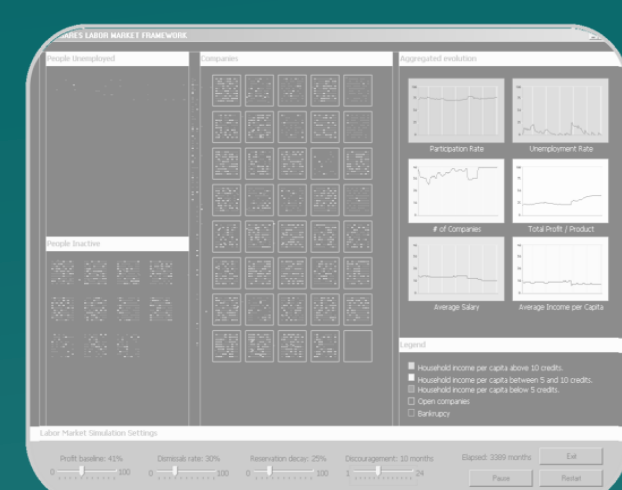 ARES LABOR MARKET FRAMEWORK
People Unemployed
Companies
Aggregated evolution
Participation Rate
Unemployment Rate
# of Companies
Total Profit / Product
People Inactive
Average Salary
Average Income per Capita
Legend
Household income per capita above 10 credits.
Household income per capita between 5 and 10 credits.
Household income per capita below 5 credits.
Open companies
Bankrupcy
Labor Market Simulation Settings
Profit baseline: 41%
Dismissals rate: 30%
Reservation decay: 25%
Discouragement: 10 months
Elapsed: 3369 months
Exit
0 100
0 100
0 100
1 24
Pause
Restart